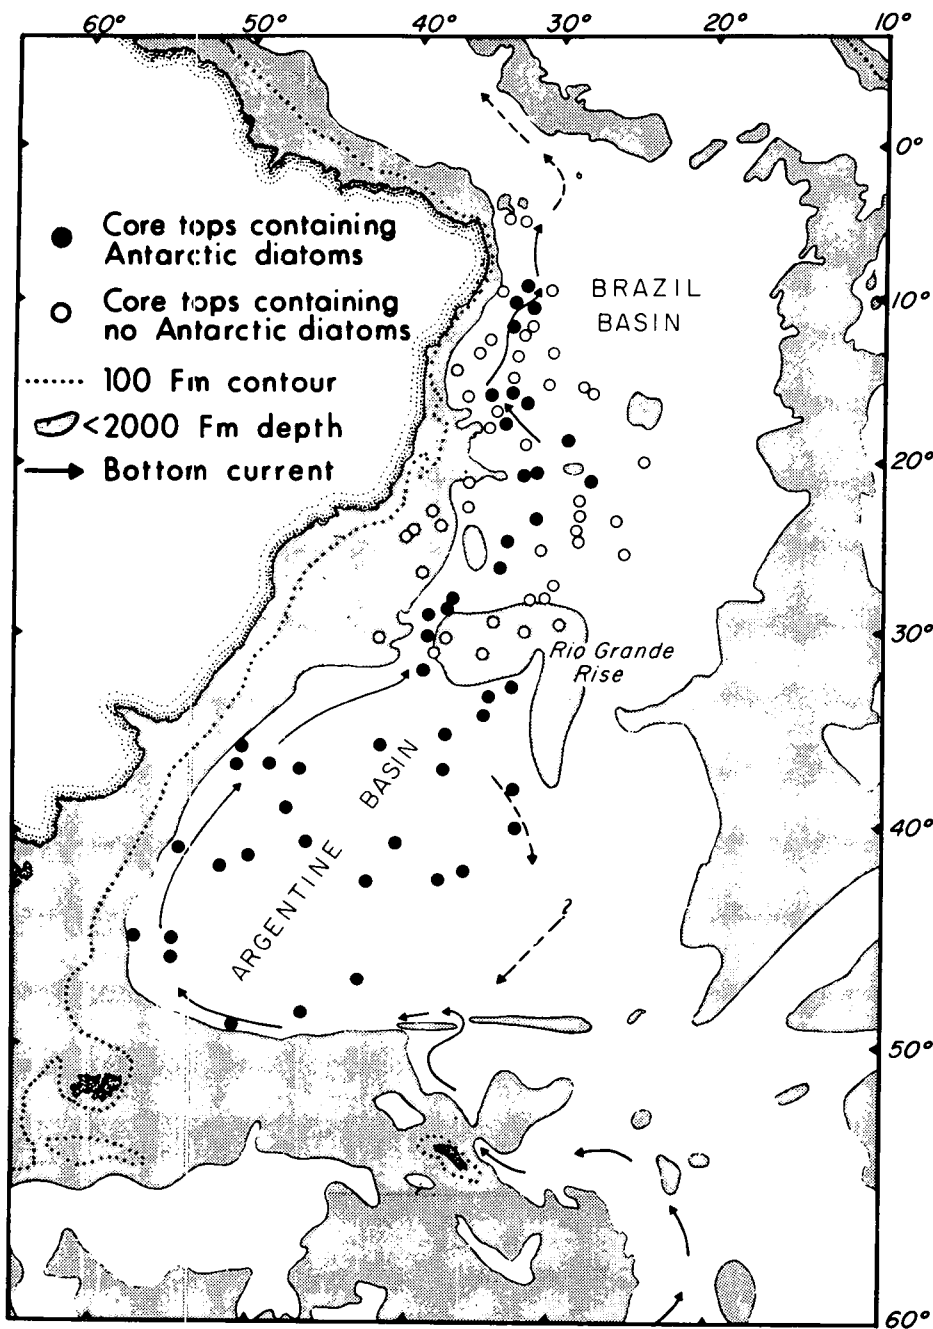 60° 50° 40° 30° 20° 10°
0°
Core tops containing
Antarctic diatoms
Core tops containing
no Antarctic diatoms
100 Fm contour
<2000 Fm depth
Bottom current
BRAZIL
BASIN
10°
20°
30°
Rio Grande
Rise
ARGENTINE BASIN
40°
?
50°
60°